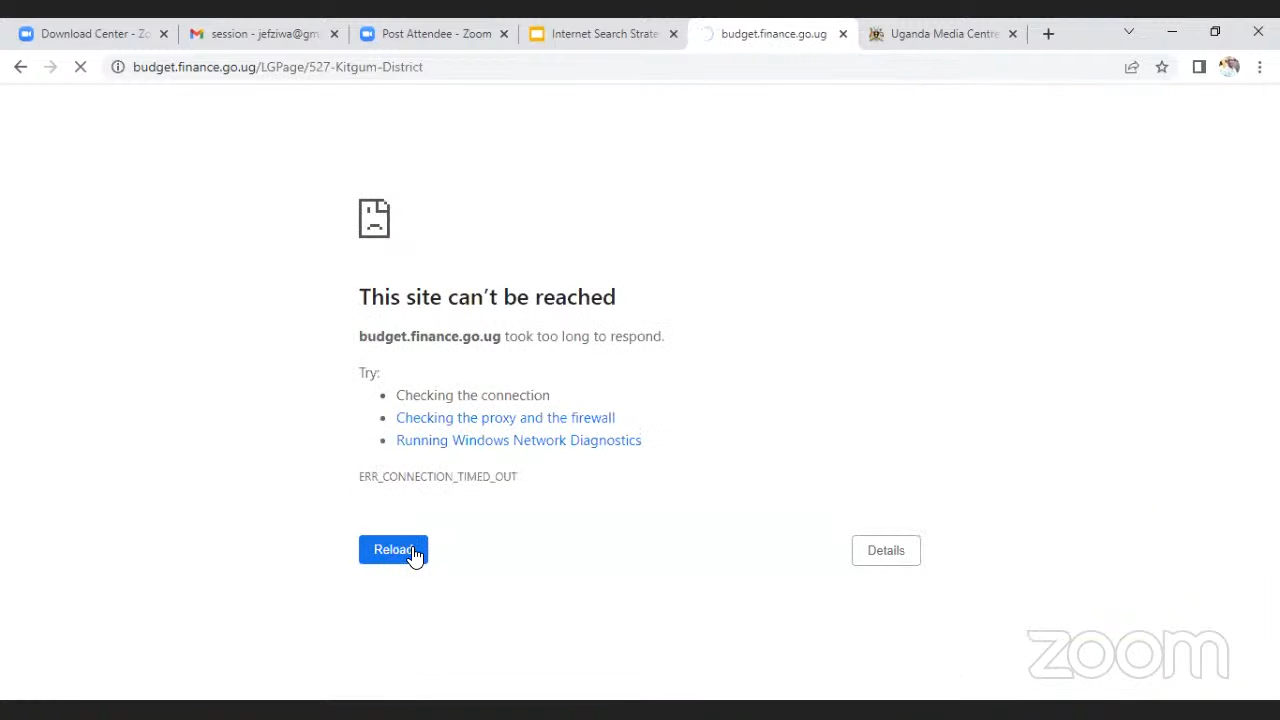 Download Center - Zo
session - jefziwa@gm
Post Attendee - Zoom
Internet Search Strate
budget.finance.go.ug
Uganda Media Centre
budget.finance.go.ug/LGPage/527-Kitgum-District
This site can't be reached
budget.finance.go.ug took too long to respond.
Try:
Checking the connection
Checking the proxy and the firewall
Running Windows Network Diagnostics
ERR_CONNECTION_TIMED_OUT
Reload
Details
zoom